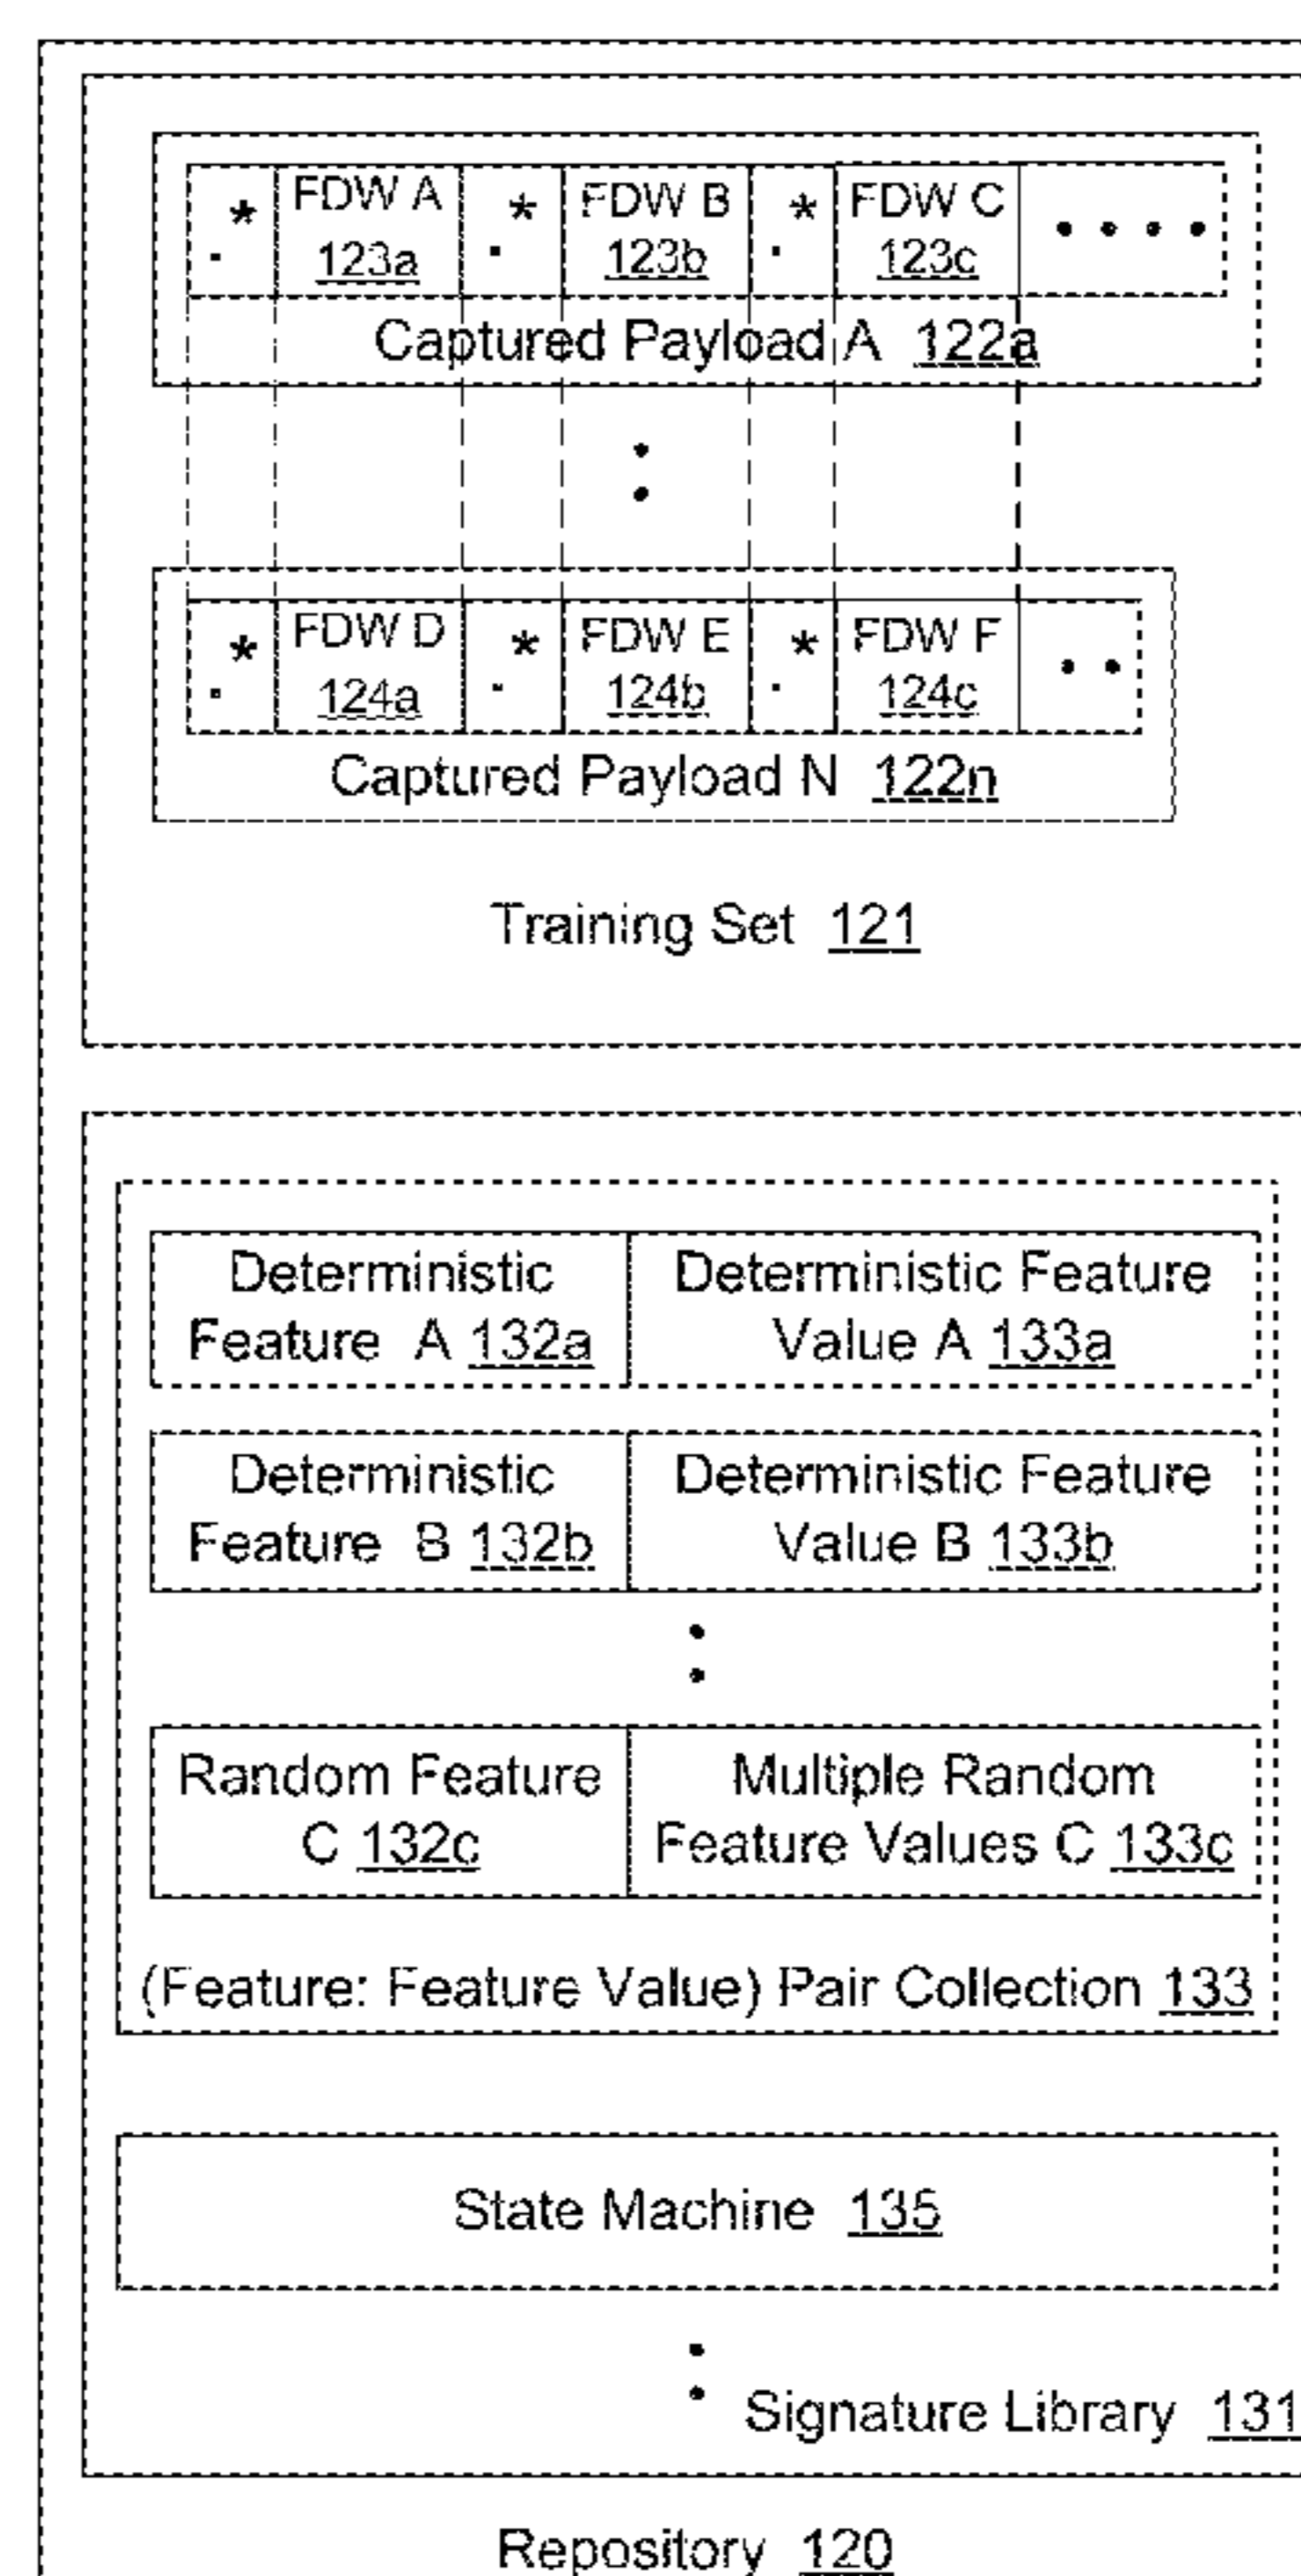 .* FDW A .* FDW B .* FDW C ....
123a 123b 123c
Captured Payload A 122a
.* FDW D .* FDW E .* FDW F ..
124a 124b 124c
Captured Payload N 122n
Training Set 121
Deterministic Feature A 132a
Deterministic Feature Value A 133a
Deterministic Feature B 132b
Deterministic Feature Value B 133b
Random Feature C 132c
Multiple Random Feature Values C 133c
(Feature: Feature Value) Pair Collection 133
State Machine 135
Signature Library 131
Repository 120